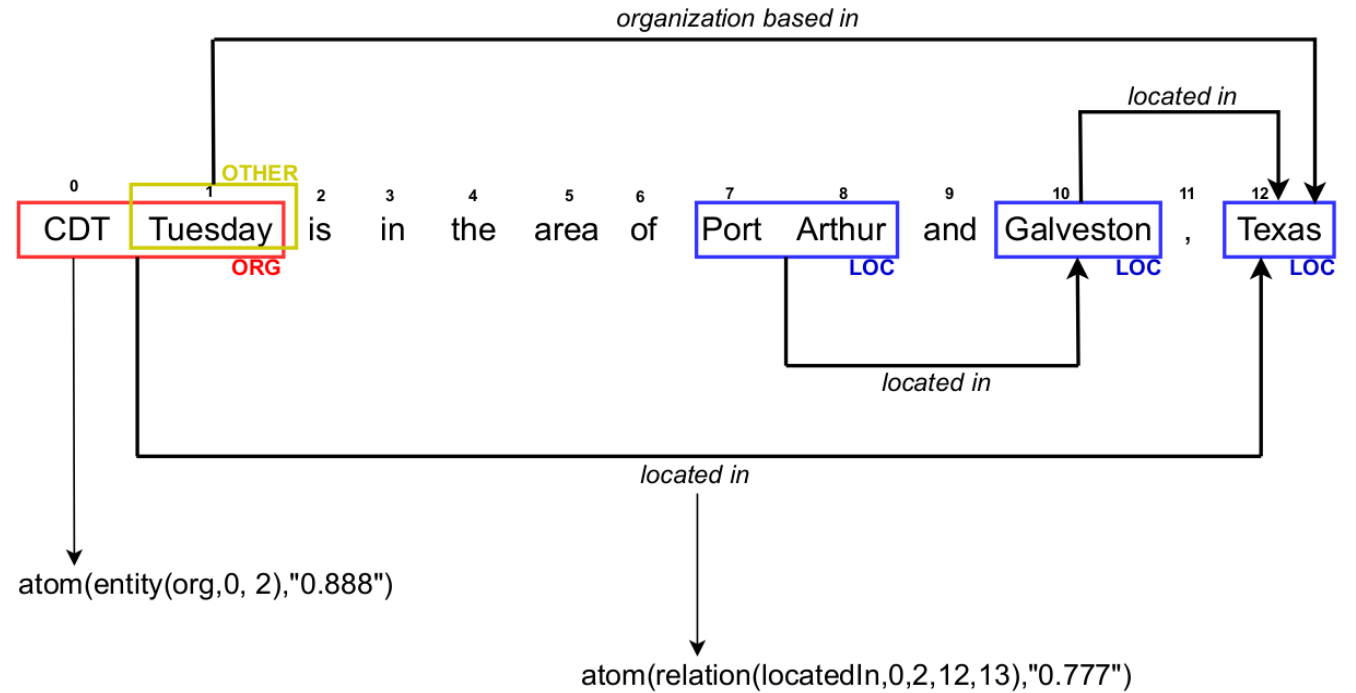 organization based in
located in
OTHER
0 1 2 3 4 5 6 7 8 9 10 11 12
CDT Tuesday is in the area of Port Arthur and Galveston , Texas
ORG LOC LOC LOC
located in
located in
atom(entity(org,0, 2),"0.888")
atom(relation(locatedIn,0,2,12,13),"0.777")